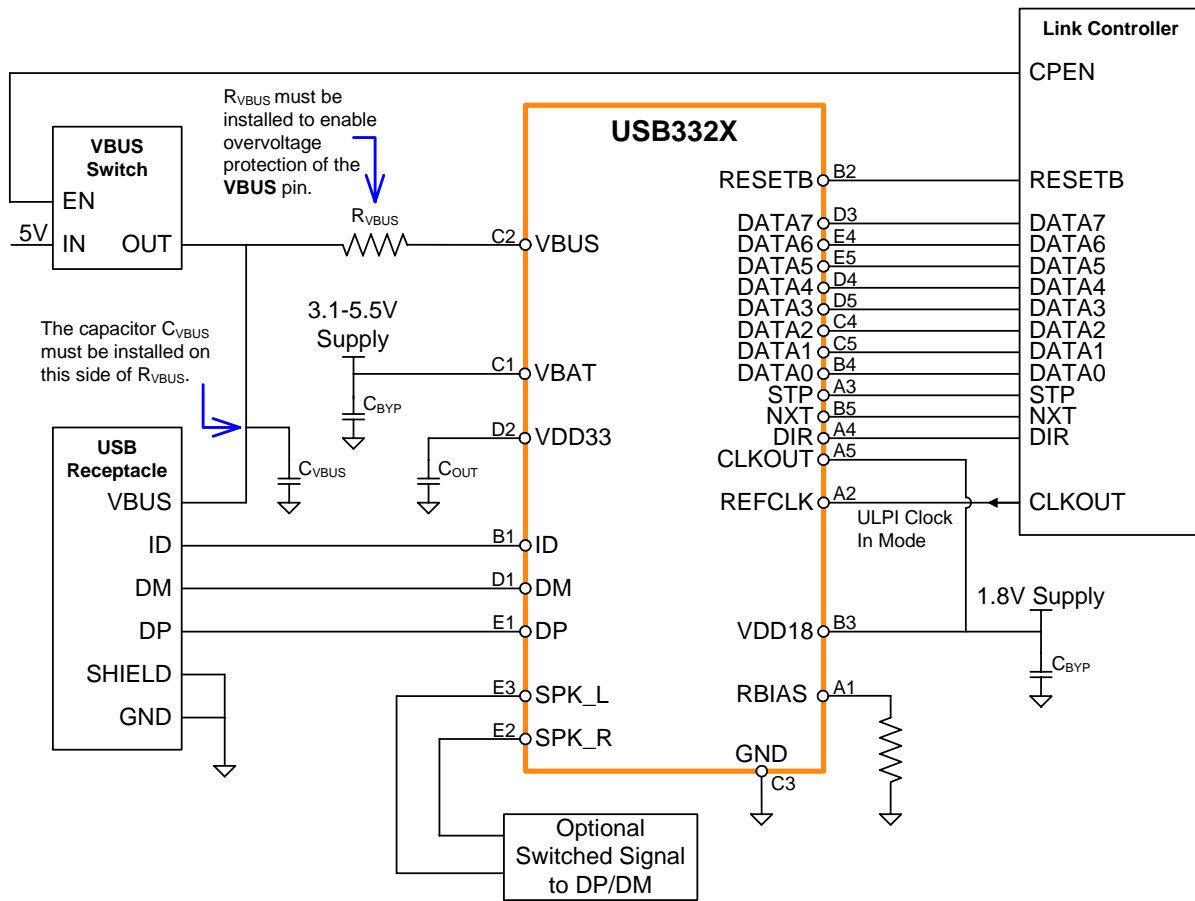 Link Controller
CPEN
RESETB
DATA7
DATA6
DATA5
DATA4
DATA3
DATA2
DATA1
DATA0
STP
NXT
DIR
CLKOUT
RVBUS must be
installed to enable
overvoltage
protection of the
VBUS pin.
VBUS
Switch
EN
5V
IN
OUT
RVBUS
The capacitor CVBUS
must be installed on
this side of RVBUS.
3.1-5.5V
Supply
CBYP
COUT
CVBUS
USB
Receptacle
VBUS
ID
DM
DP
SHIELD
GND
USB332X
C2 VBUS
C1 VBAT
D2 VDD33
B1 ID
D1 DM
E1 DP
E3 SPK_L
E2 SPK_R
RESETB B2
DATA7 D3
DATA6 E4
DATA5 E5
DATA4 D4
DATA3 D5
DATA2 C4
DATA1 C5
DATA0 B4
STP A3
NXT B5
DIR A4
CLKOUT A5
REFCLK A2
ULPI Clock
In Mode
1.8V Supply
VDD18 B3
CBYP
RBIAS A1
GND
C3
Optional
Switched Signal
to DP/DM